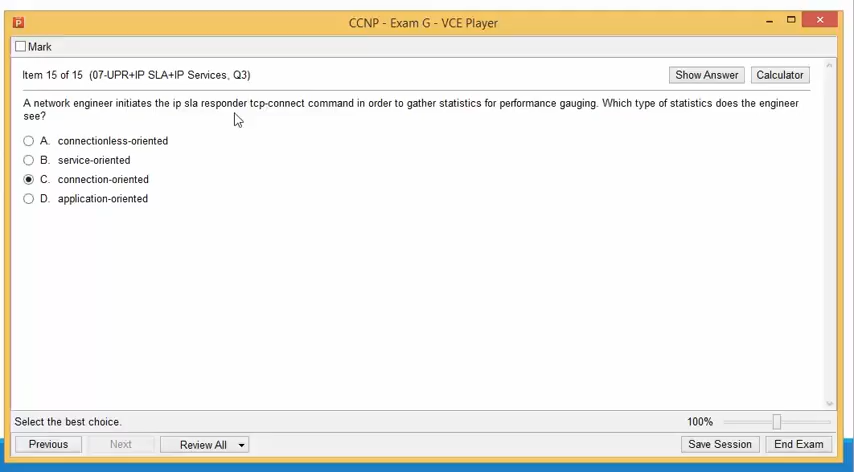 CCNP - Exam G - VCE Player
Mark
Item 15 of 15 (07-UPR+IP SLA+IP Services, Q3)
Show Answer
Calculator
A network engineer initiates the ip sla responder tcp-connect command in order to gather statistics for performance gauging. Which type of statistics does the engineer
see?
A. connectionless-oriented
B. service-oriented
C. connection-oriented
D. application-oriented
Select the best choice.
100%
Previous
Next
Review All
Save Session
End Exam